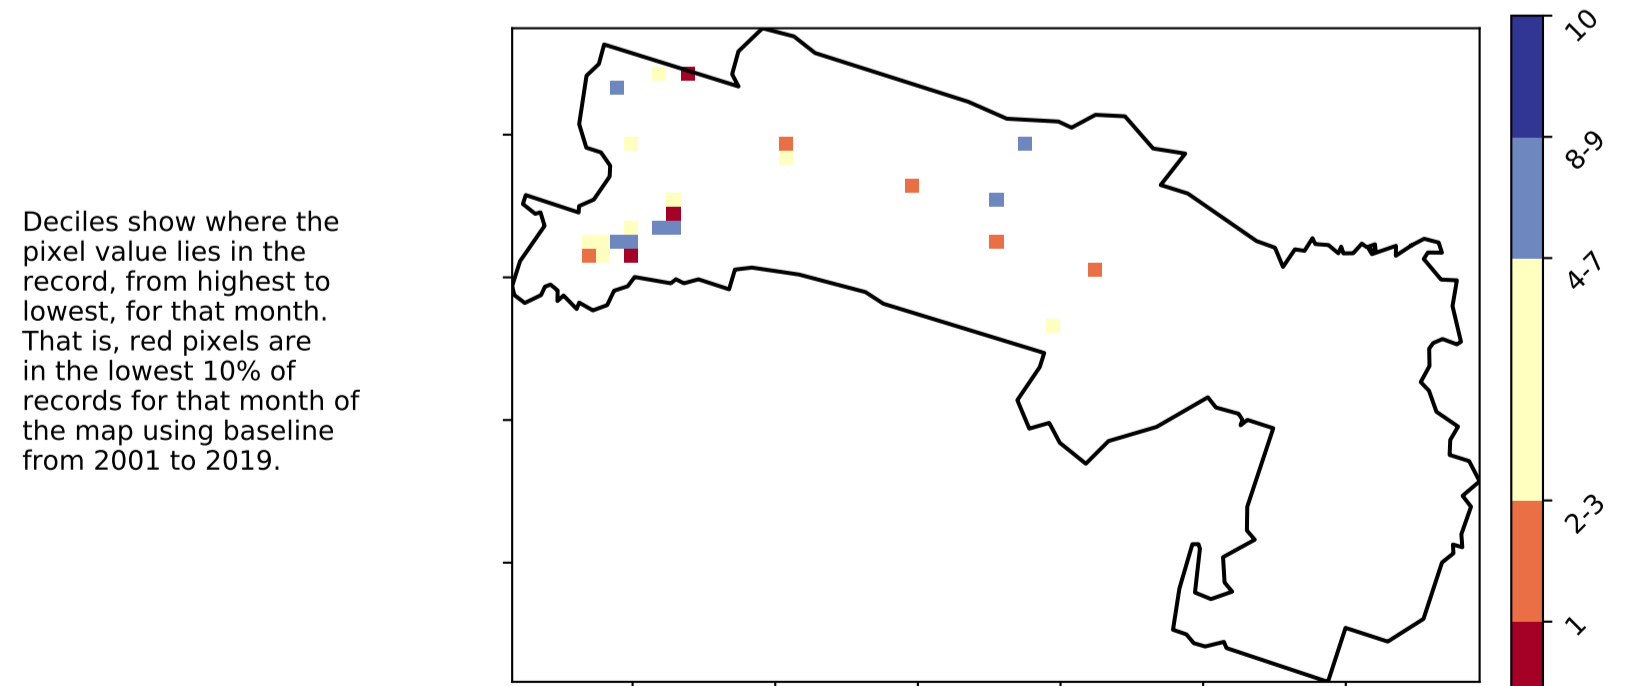 Deciles show where the
pixel value lies in the
record, from highest to
lowest, for that month.
That is, red pixels are
in the lowest 10% of
records for that month of
the map using baseline
from 2001 to 2019.
10
8-9
4-7
2-3
1